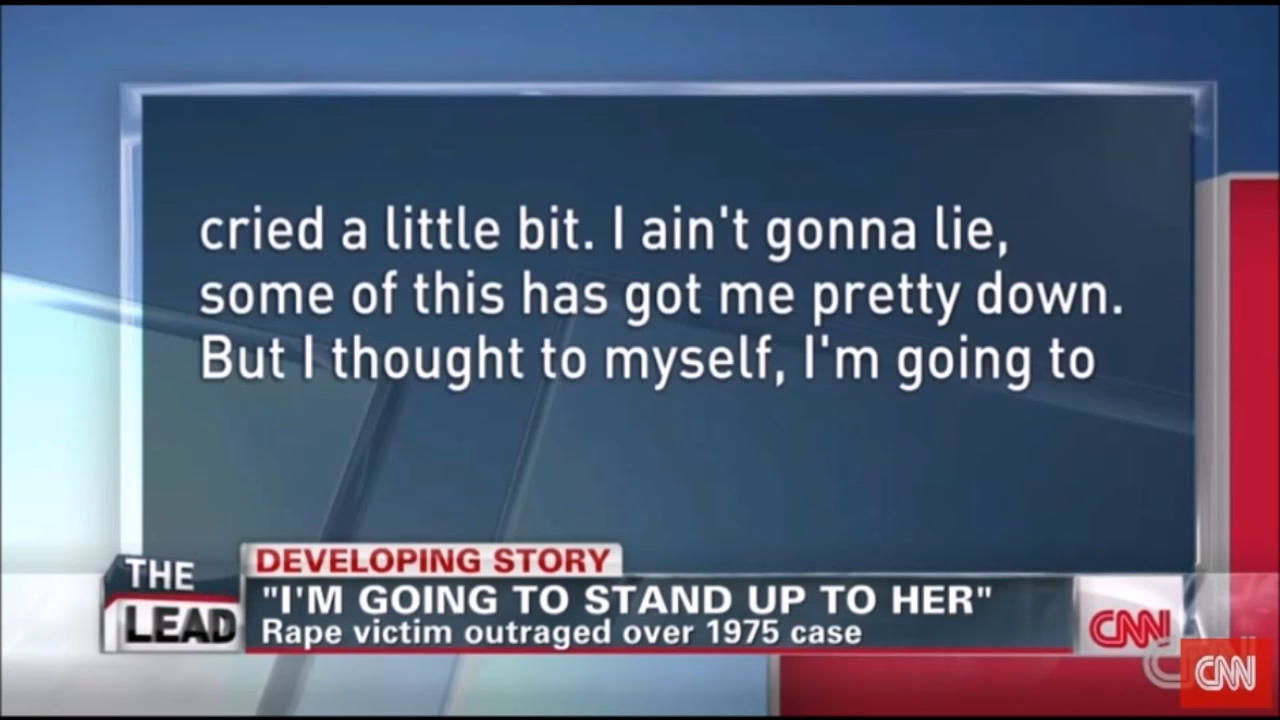 cried a little bit. I ain't gonna lie,
some of this has got me pretty down.
But I thought to myself, I'm going to
THE
LEAD
DEVELOPING STORY
"I'M GOING TO STAND UP TO HER"
Rape victim outraged over 1975 case
CNN
CNN